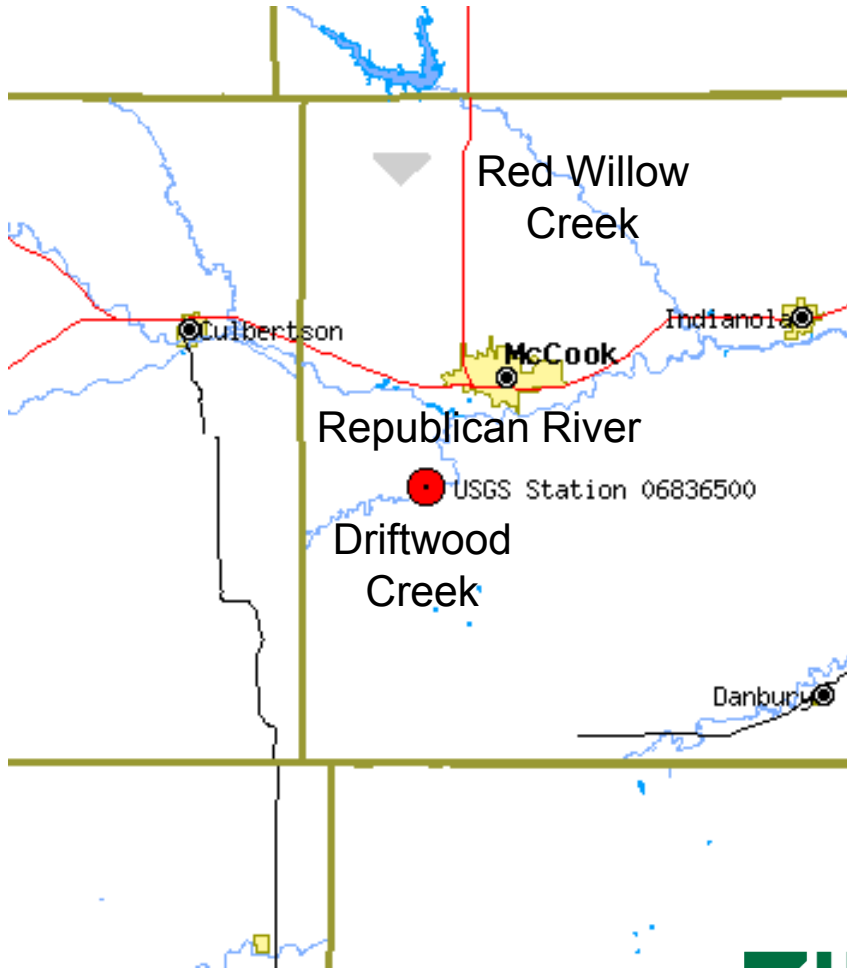 Red Willow
Creek
Culbertson
Indianola
McCook
Republican River
USGS Station 06836500
Driftwood
Creek
Danbury